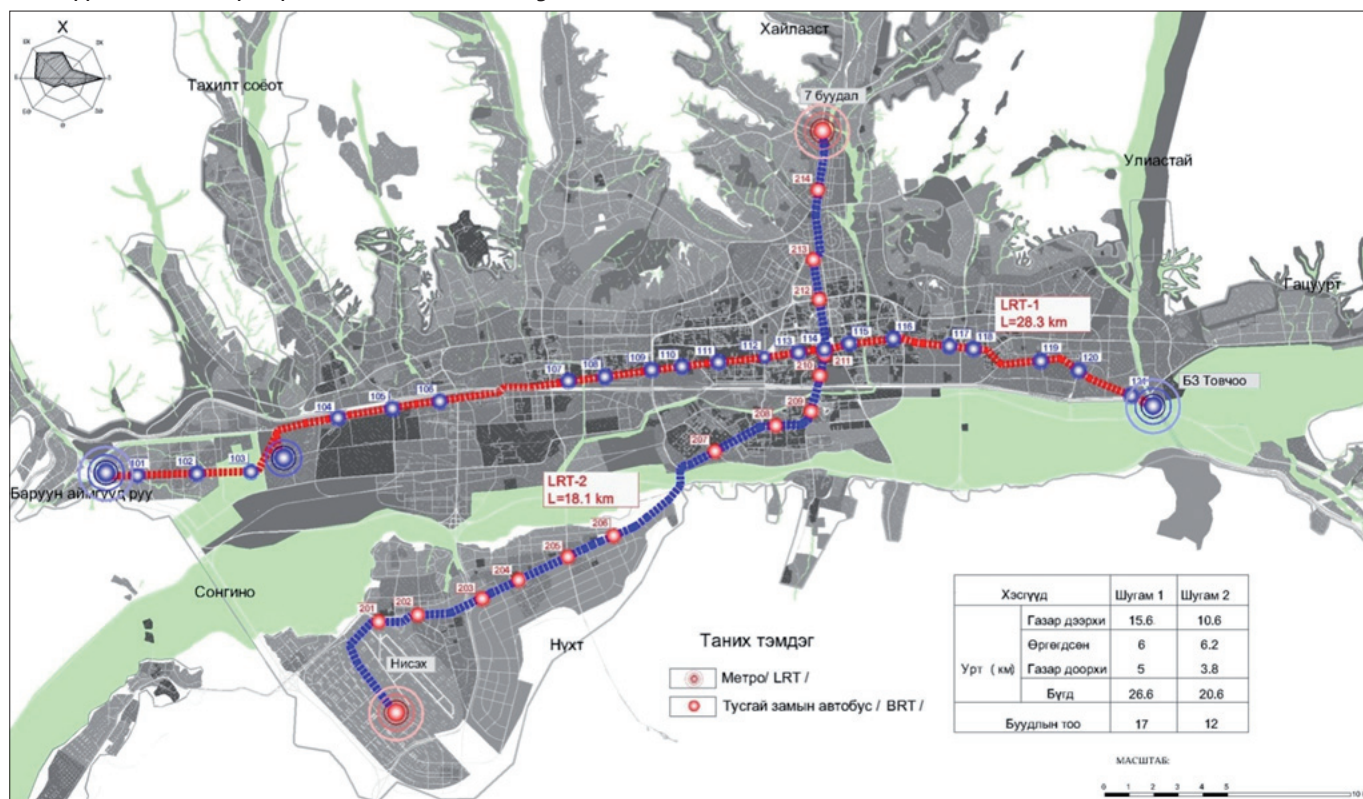 Х
Хайлааст
Тахилт соёот
7 буудал
Улиастай
Гацуурт
214
213
212
LRT-1
L=28.3 km
101
102
103
104
105
106
107
108
109
110
111
112
113
114
115
116
117
118
119
120
БЗ Товчоо
211
210
209
208
207
LRT-2
L=18.1 km
Баруун аймгууд руу
206
205
204
203
202
201
Сонгино
Нисэх
Нүхт
Таних тэмдэг
Метро/ LRT /
Тусгай замын автобус / BRT /
Хэсгүүд Шугам 1 Шугам 2
Урт ( км)
Газар дээрхи 15.6 10.6
Өргөгдсөн 6 6.2
Газар доорхи 5 3.8
Бүгд 26.6 20.6
Буудлын тоо 17 12
МАСШТАБ:
0 1 2 3 4 5